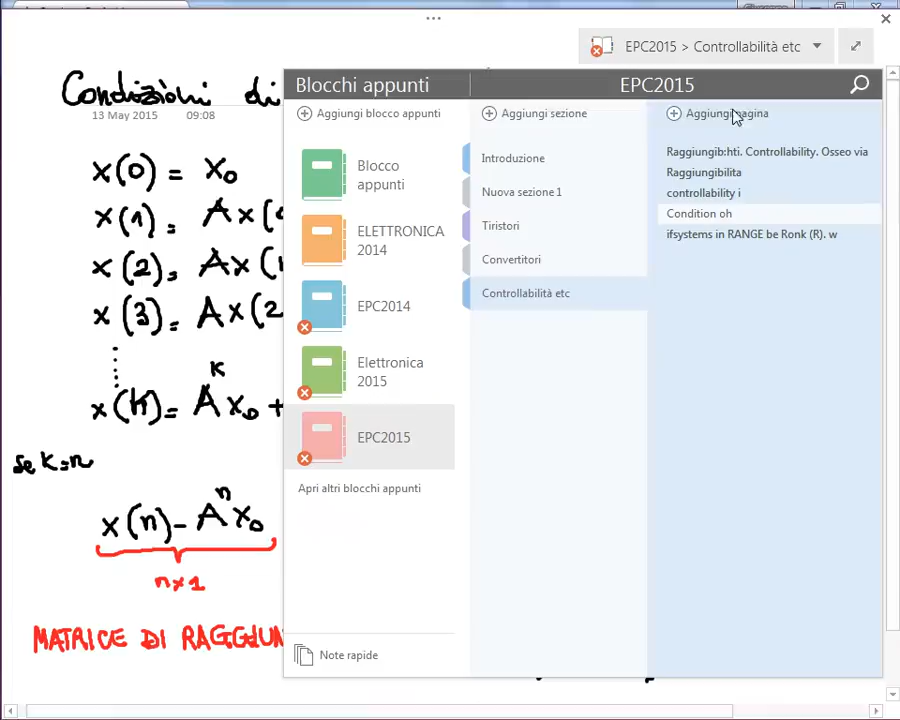 EPC2015 > Controllabilità etc
Condizioni di
13 May 2015 09:08
x(0) = x₀
x(1) = Ax(
x(2) = Ax(
x(3) = Ax(2
x(k) = Aᵏx₀ +
se k=n
x(n) - Aⁿx₀
n×1
MATRICE DI RAGGIUN
Blocchi appunti
Aggiungi blocco appunti
Blocco
appunti
ELETTRONICA
2014
EPC2014
Elettronica
2015
EPC2015
Apri altri blocchi appunti
Note rapide
EPC2015
Aggiungi sezione
Introduzione
Nuova sezione 1
Tiristori
Convertitori
Controllabilità etc
Aggiungi pagina
Raggiungib:hti. Controllability. Osseo via
Raggiungibilita
controllability i
Condition oh
ifsystems in RANGE be Ronk (R). w